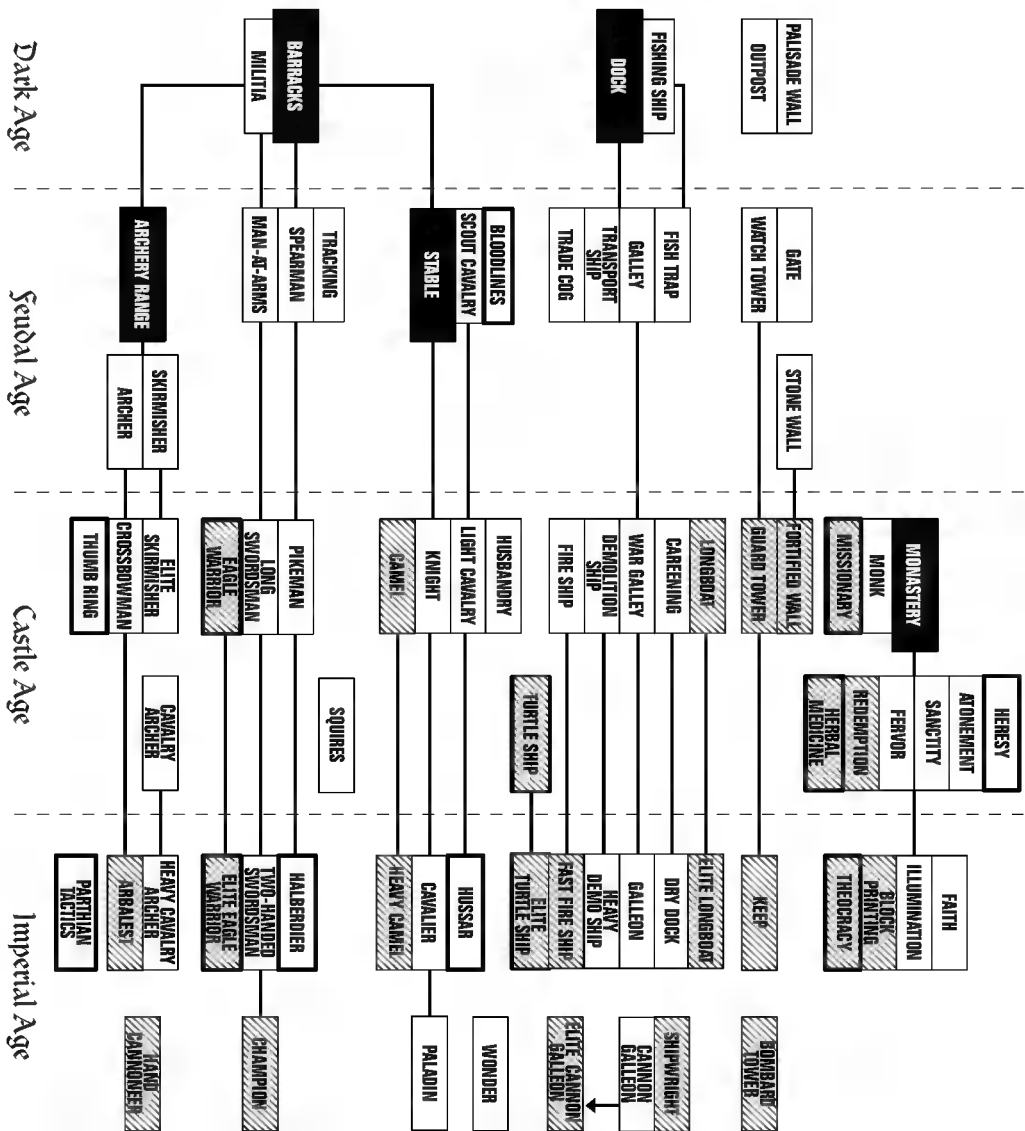 Dark Age
PALISADE WALL
OUTPOST
FISHING SHIP
DOCK
BARRACKS
MILITIA
Feudal Age
GATE
WATCH TOWER
STONE WALL
FISH TRAP
GALLEY
TRANSPORT
SHIP
TRADE COG
BLOODLINES
SCOUT CAVALRY
STABLE
TRACKING
SPEARMAN
MAN-AT-ARMS
ARCHERY RANGE
SKIRMISHER
ARCHER
Castle Age
MONASTERY
MONK
MISSIONARY
HERESY
ATONEMENT
SANCTITY
FERVOR
REDEMPTION
HERBAL
MEDICINE
FORTIFIED WALL
GUARD TOWER
LONGBOAT
CAREENING
WAR GALLEY
DEMOLITION
SHIP
FIRE SHIP
TURTLE SHIP
HUSBANDRY
LIGHT CAVALRY
KNIGHT
CAMEL
SQUIRES
PIKEMAN
LONG
SWORDSMAN
EAGLE
WARRIOR
ELITE
SKIRMISHER
CROSSBOWMAN
THUMB RING
CAVALRY
ARCHER
Imperial Age
FAITH
ILLUMINATION
BLOCK
PRINTING
THEOCRACY
KEEP
BOMBARD
TOWER
ELITE LONGBOAT
DRY DOCK
GALLEON
HEAVY
DEMO SHIP
FAST FIRE SHIP
ELITE
TURTLE SHIP
SHIPWRIGHT
CANNON
GALLEON
ELITE CANNON
GALLEON
WONDER
HUSSAR
CAVALIER
HEAVY CAMEL
PALADIN
HALBERDIER
TWO-HANDED
SWORDSMAN
ELITE EAGLE
WARRIOR
CHAMPION
HEAVY CAVALRY
ARCHER
ARBALEST
PARTHIAN
TACTICS
HAND
CANNONEER